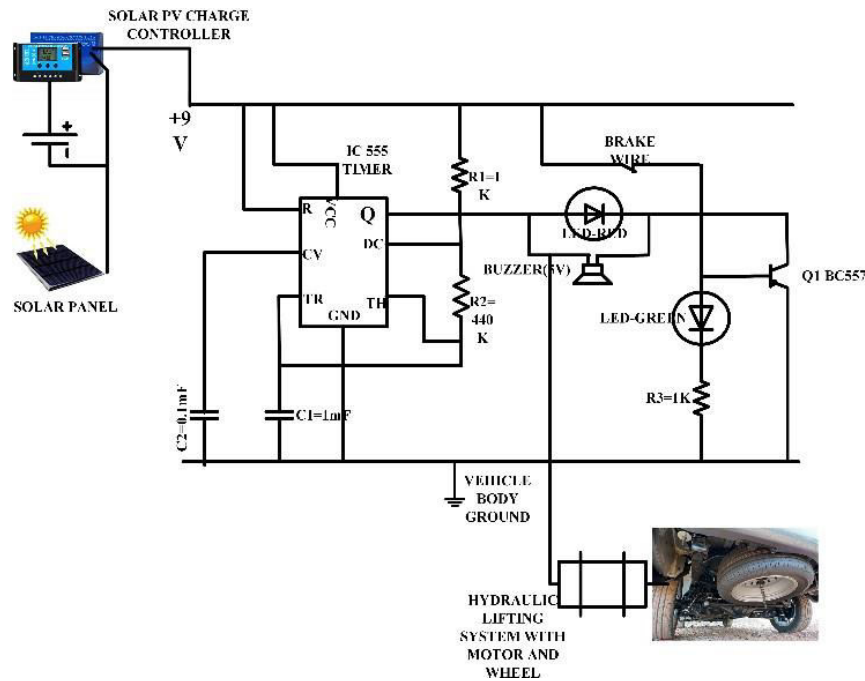 SOLAR PV CHARGE
CONTROLLER
+
+9
V
IC 555
TIMER
R1=1
K
BRAKE
WIRE
R
VCC
Q
LED-RED
CV
DC
BUZZER(5V)
Q1 BC557
SOLAR PANEL
TR
TH
GND
R2=
440
K
LED-GREEN
C2=0.1mF
C1=1mF
R3=1K
VEHICLE
BODY
GROUND
HYDRAULIC
LIFTING
SYSTEM WITH
MOTOR AND
WHEEL